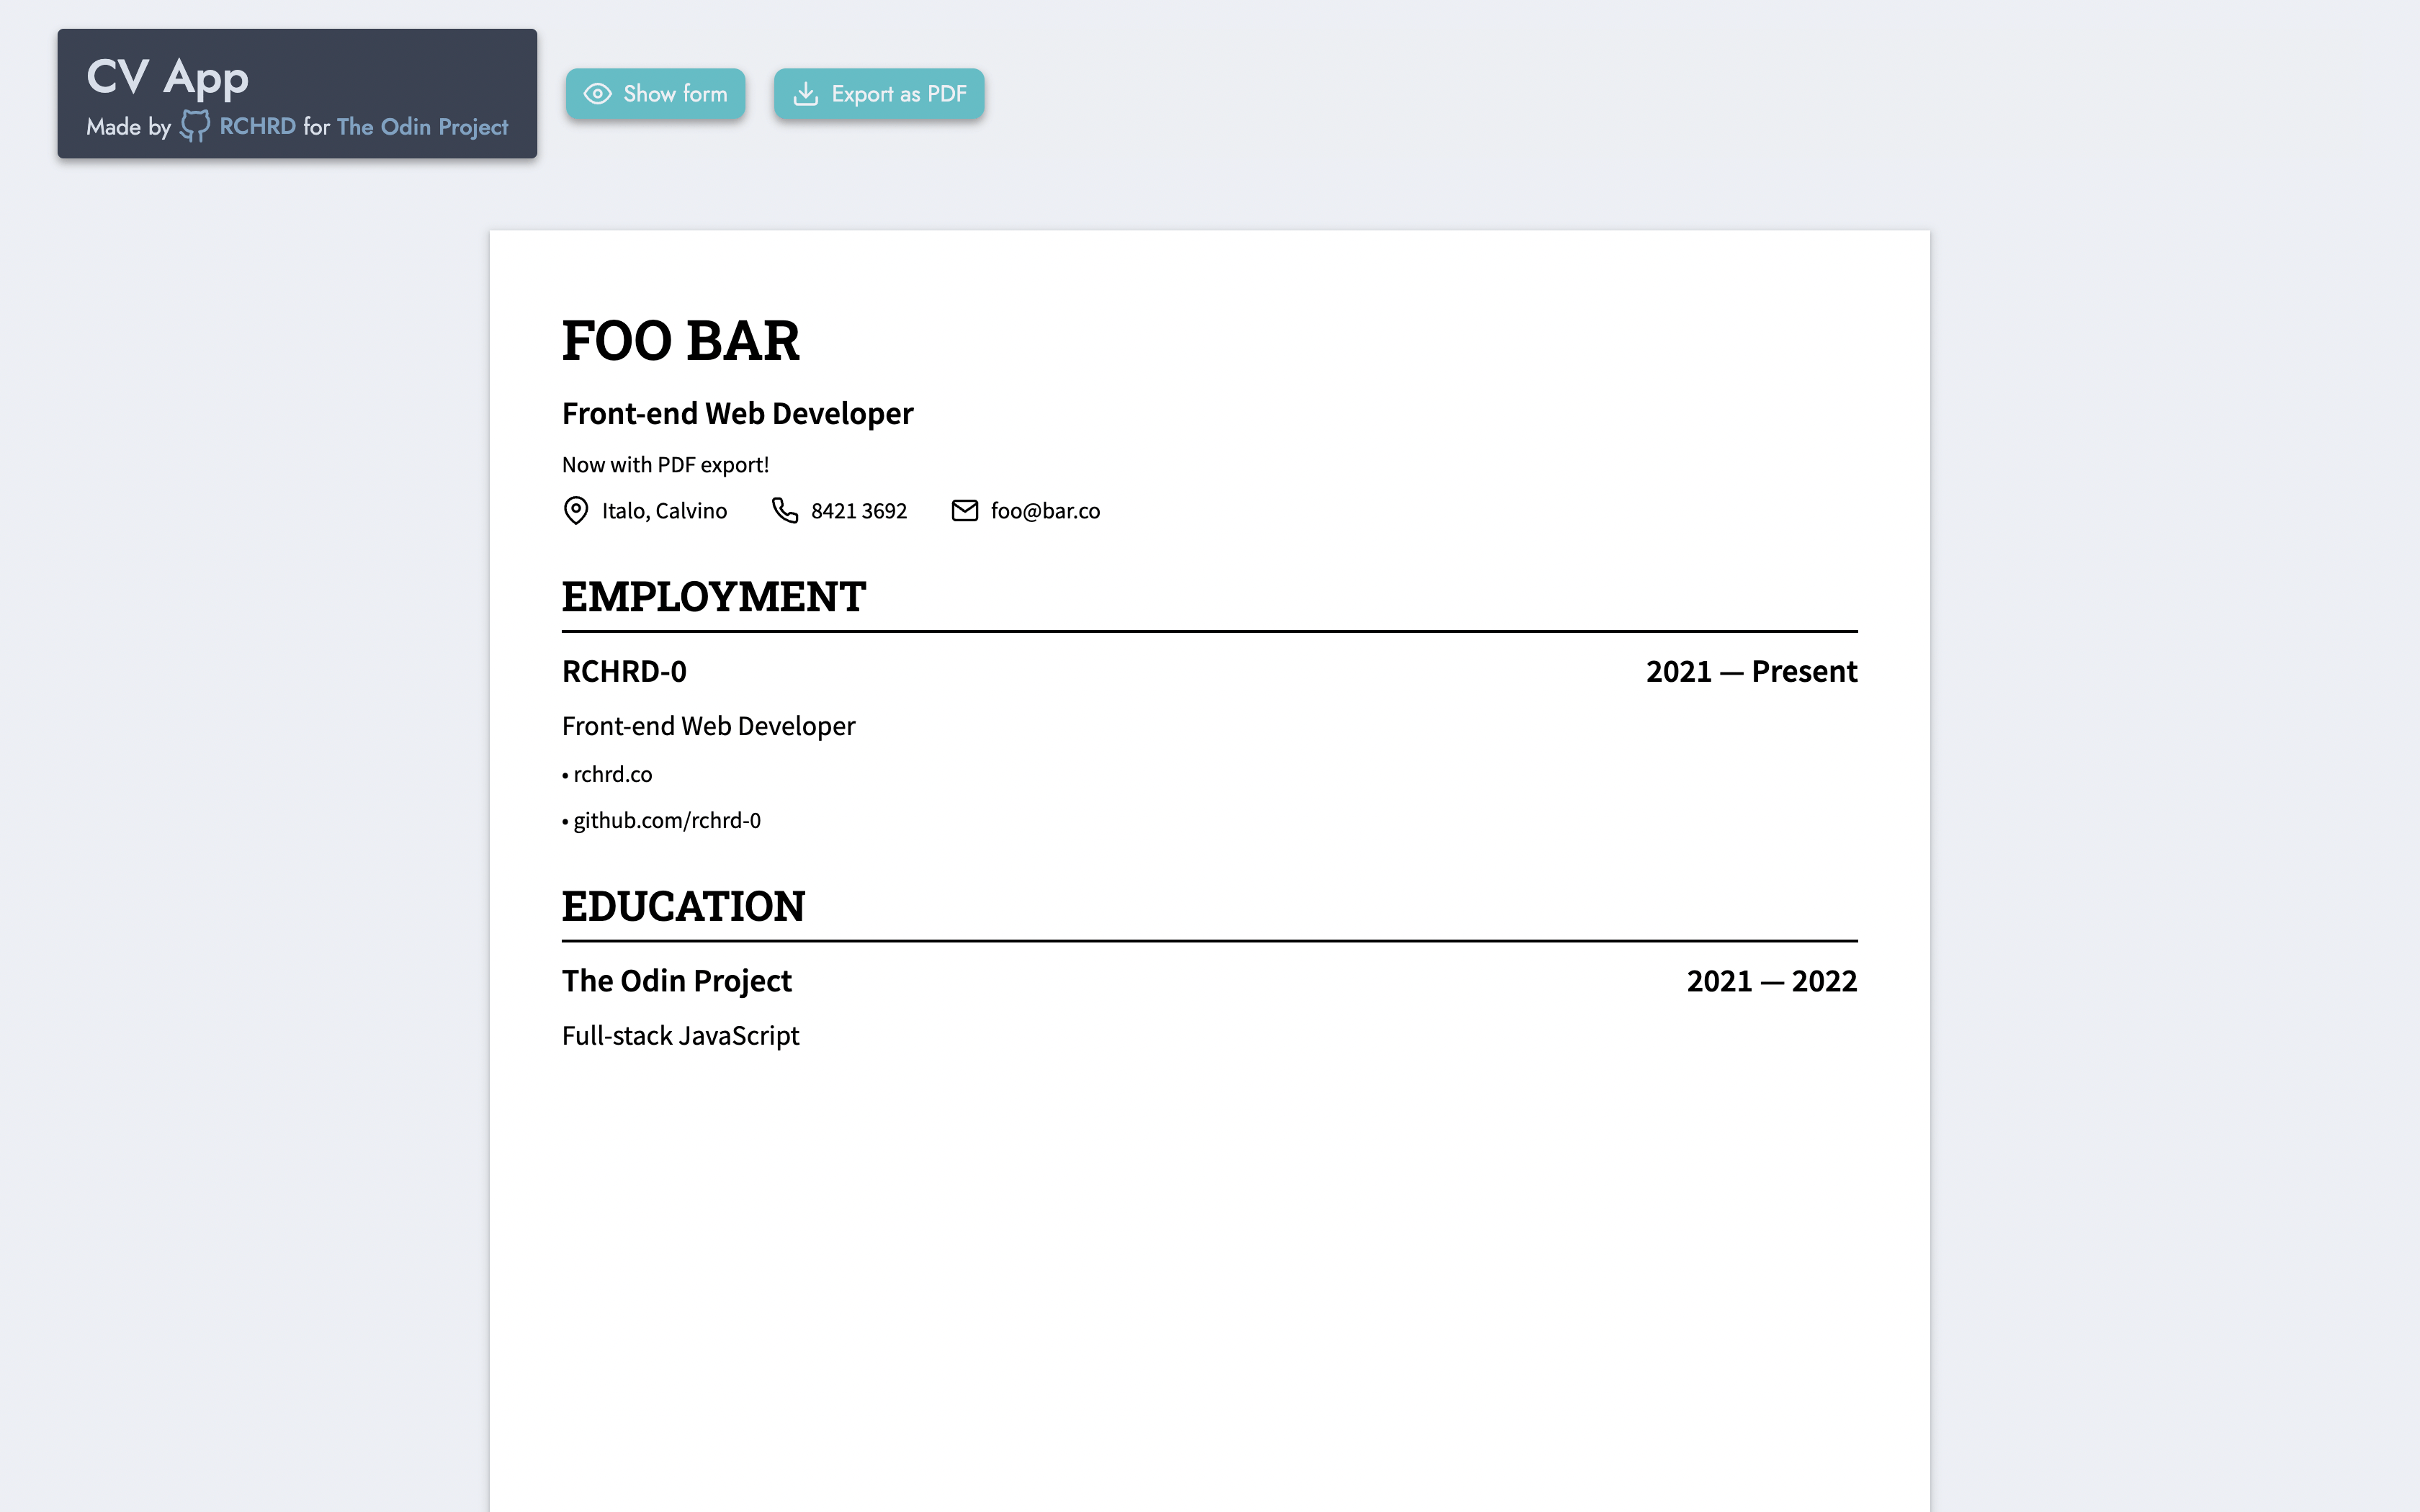 CV App
Made by RCHRD for The Odin Project
Show form
Export as PDF
FOO BAR
Front-end Web Developer
Now with PDF export!
Italo, Calvino 8421 3692 foo@bar.co
EMPLOYMENT
RCHRD-0 2021 — Present
Front-end Web Developer
• rchrd.co
• github.com/rchrd-0
EDUCATION
The Odin Project 2021 — 2022
Full-stack JavaScript